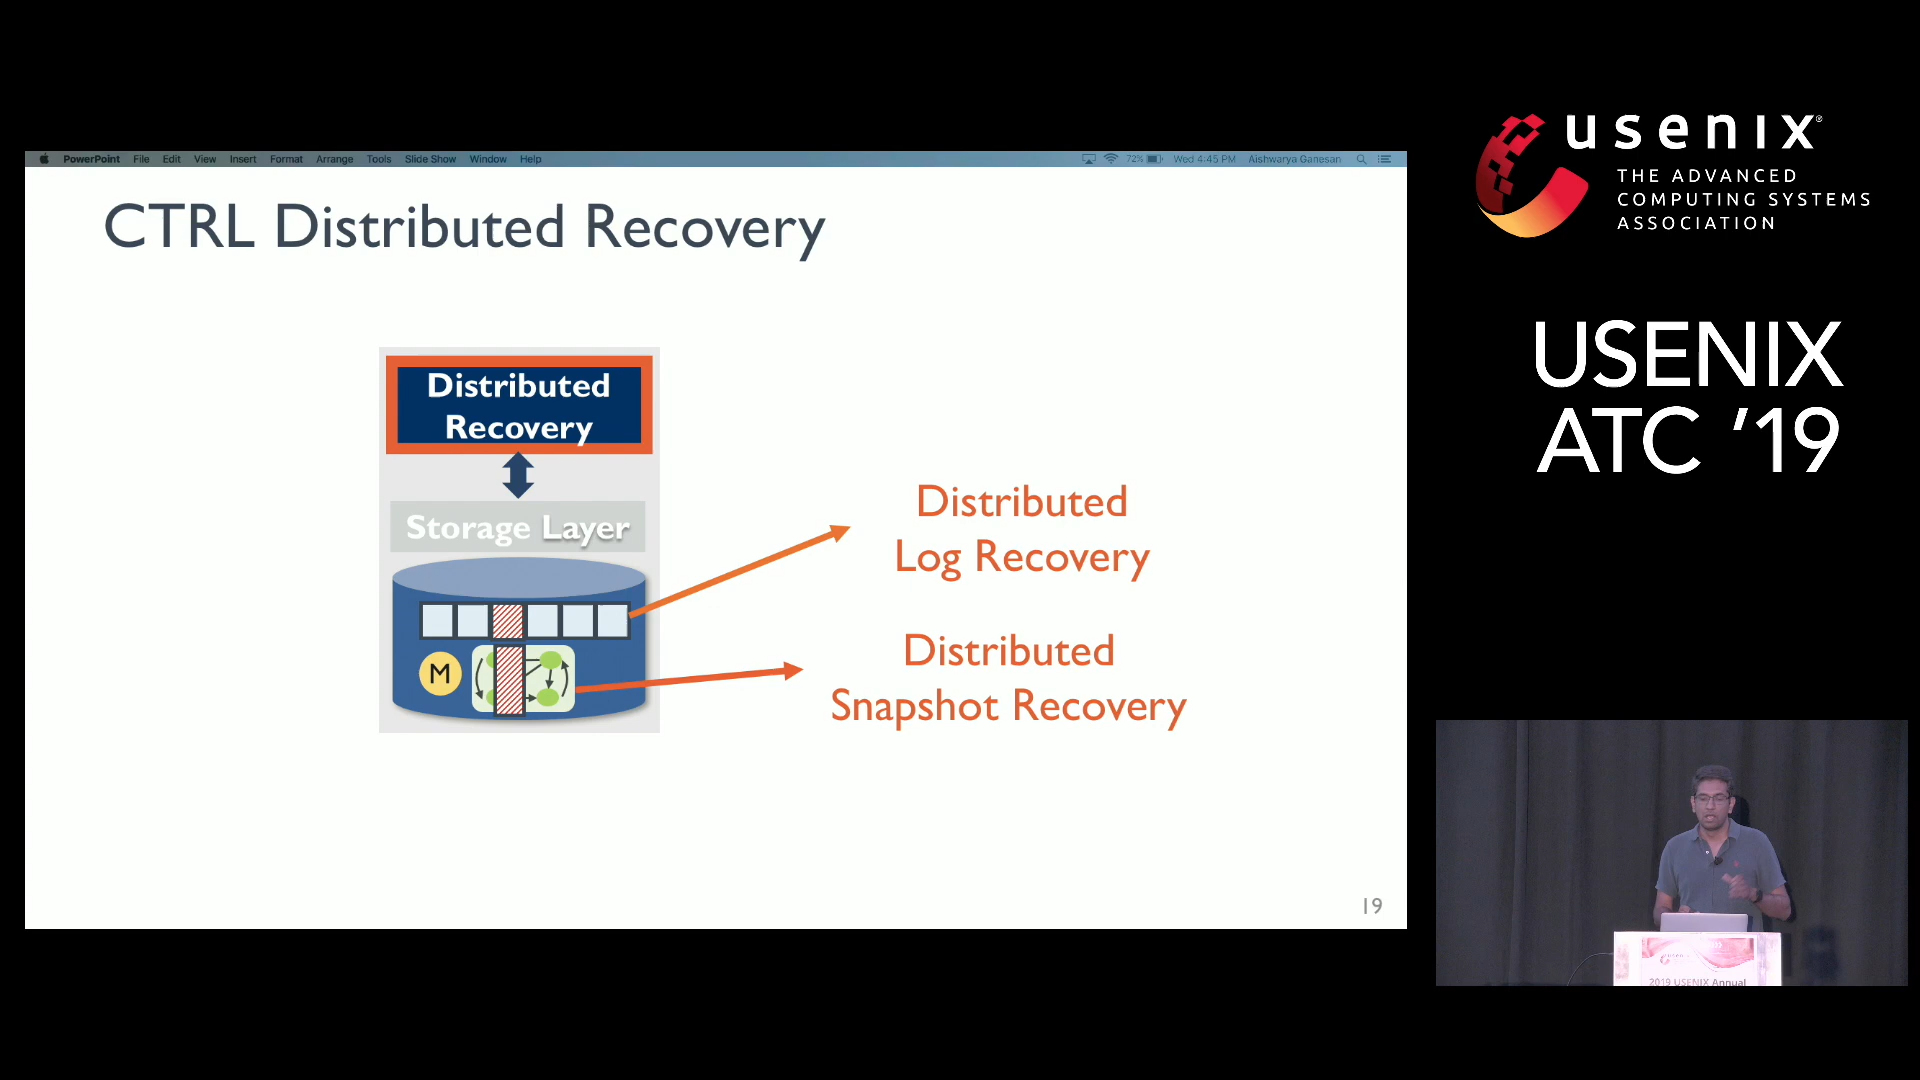 PowerPoint File Edit View Insert Format Arrange Tools Slide Show Window Help 72% Wed 4:45 PM Aishwarya Ganesan
CTRL Distributed Recovery
Distributed
Recovery
Storage Layer
M
Distributed
Log Recovery
Distributed
Snapshot Recovery
19
usenix®
THE ADVANCED
COMPUTING SYSTEMS
ASSOCIATION
USENIX
ATC ’19
2019 USENIX Annual